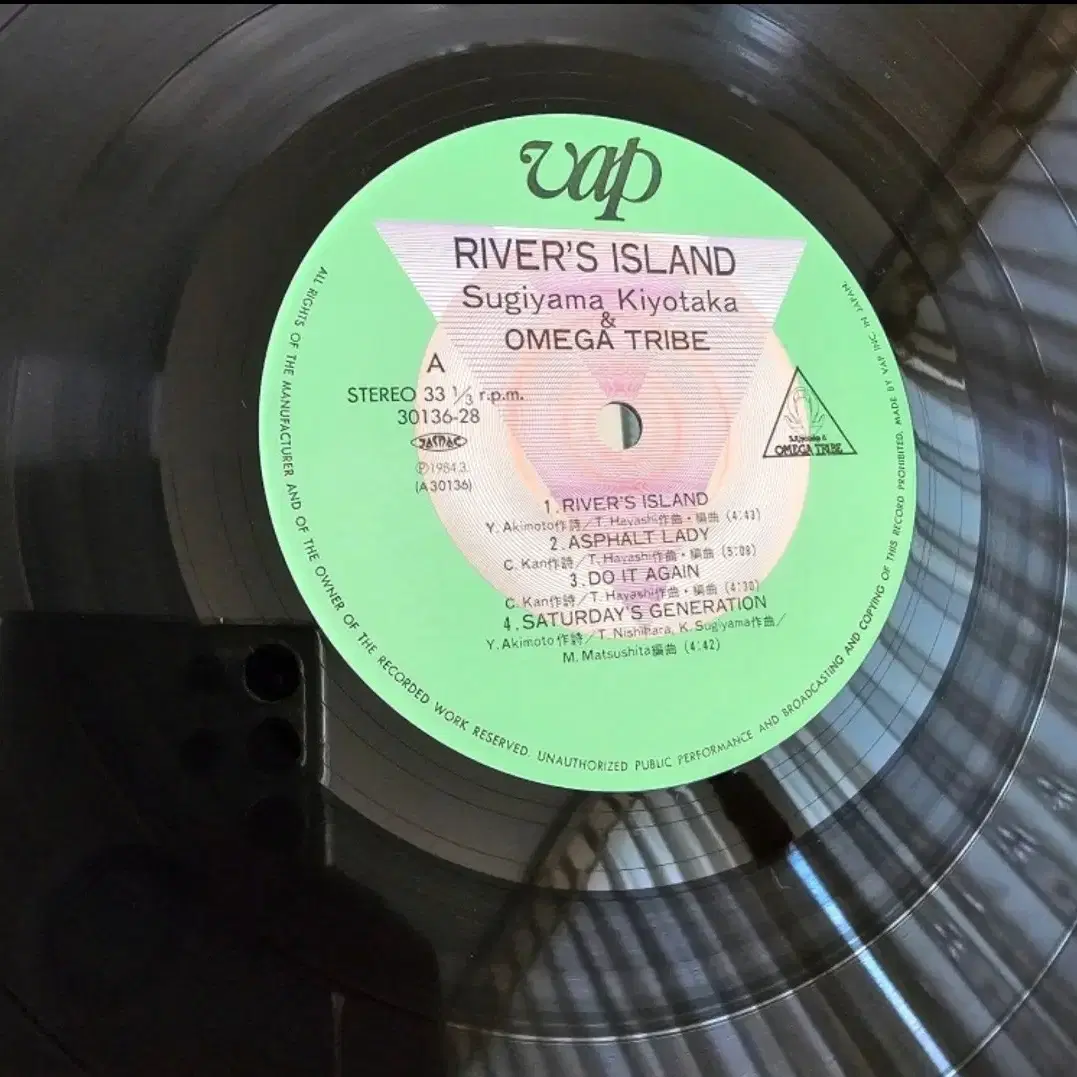 vap
RIVER'S ISLAND
Sugiyama Kiyotaka
&
OMEGA TRIBE
A
STEREO 33 1/3 r.p.m.
30136-28
Ⓟ1984.3.
(A30136)
OMEGA TRIBE
1. RIVER'S ISLAND
Y. Akimoto作詩／T. Hayashi作曲・編曲 (4:43)
2. ASPHALT LADY
C. Kan作詩／T. Hayashi作曲・編曲 (5:08)
3. DO IT AGAIN
C. Kan作詩／T. Hayashi作曲・編曲 (4:30)
4. SATURDAY'S GENERATION
Y. Akimoto作詩／T. Nishihara, K. Sugiyama作曲／
M. Matsushita編曲 (4:42)
ALL RIGHTS OF THE MANUFACTURER AND OF THE OWNER OF THE RECORDED WORK RESERVED. UNAUTHORIZED PUBLIC PERFORMANCE AND BROADCASTING AND COPYING OF THIS RECORD PROHIBITED. MADE BY VAP INC. IN JAPAN.